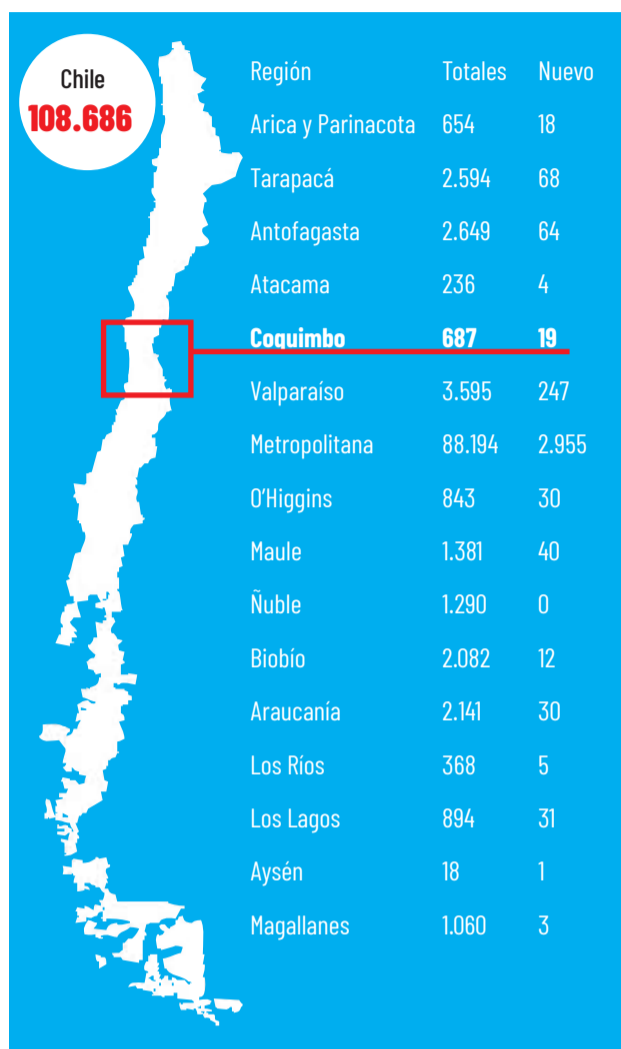 Chile
108.686
Región Totales Nuevo
Arica y Parinacota 654 18
Tarapacá 2.594 68
Antofagasta 2.649 64
Atacama 236 4
Coquimbo 687 19
Valparaíso 3.595 247
Metropolitana 88.194 2.955
O’Higgins 843 30
Maule 1.381 40
Ñuble 1.290 0
Biobío 2.082 12
Araucanía 2.141 30
Los Ríos 368 5
Los Lagos 894 31
Aysén 18 1
Magallanes 1.060 3